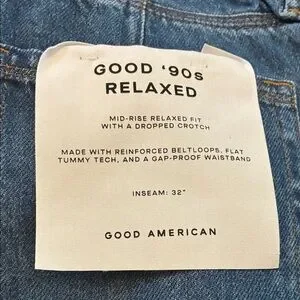 GOOD ‘90s
RELAXED
MID-RISE RELAXED FIT
WITH A DROPPED CROTCH
MADE WITH REINFORCED BELTLOOPS, FLAT
TUMMY TECH, AND A GAP-PROOF WAISTBAND
INSEAM: 32"
GOOD AMERICAN